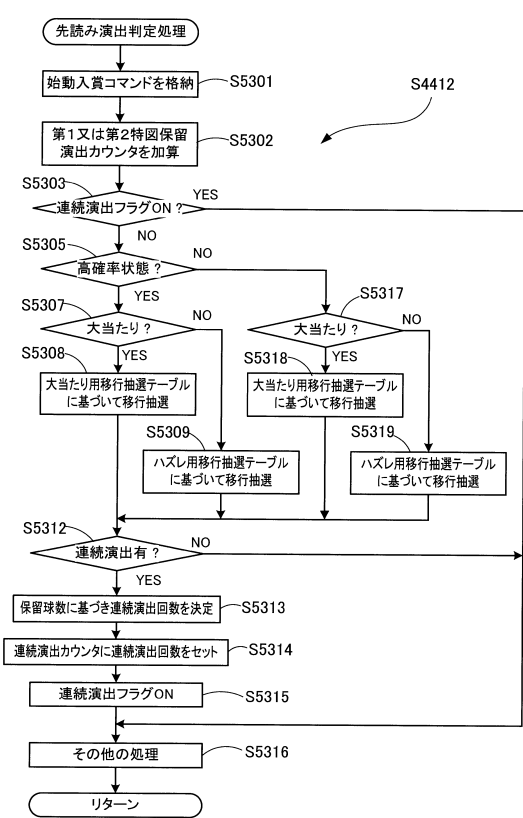 先読み演出判定処理
始動入賞コマンドを格納
S5301
S4412
第1又は第2特図保留
演出カウンタを加算
S5302
S5303
連続演出フラグON？
YES
NO
S5305
高確率状態？
NO
YES
S5307
大当たり？
NO
YES
S5317
大当たり？
NO
YES
S5308
大当たり用移行抽選テーブル
に基づいて移行抽選
S5318
大当たり用移行抽選テーブル
に基づいて移行抽選
S5309
ハズレ用移行抽選テーブル
に基づいて移行抽選
S5319
ハズレ用移行抽選テーブル
に基づいて移行抽選
S5312
連続演出有？
NO
YES
保留球数に基づき連続演出回数を決定
S5313
連続演出カウンタに連続演出回数をセット
S5314
連続演出フラグON
S5315
その他の処理
S5316
リターン